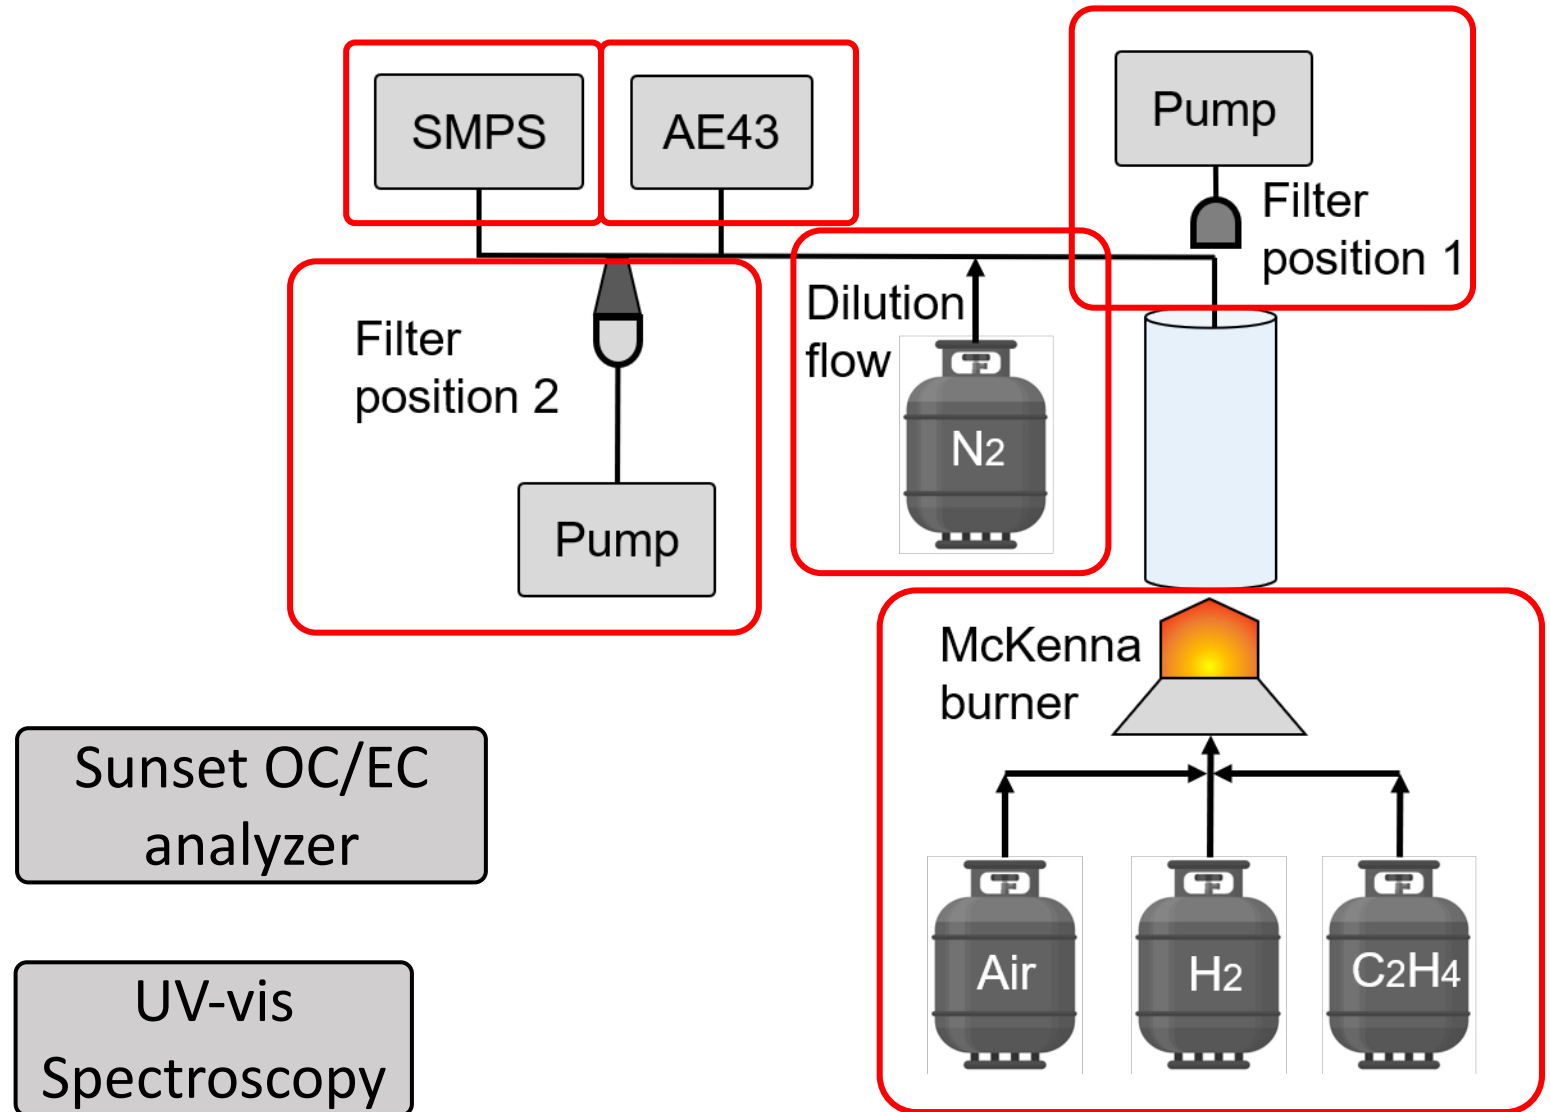 SMPS
AE43
Pump
Filter
position 1
Dilution
flow
N2
Filter
position 2
Pump
McKenna
burner
Air
H2
C2H4
Sunset OC/EC
analyzer
UV-vis
Spectroscopy